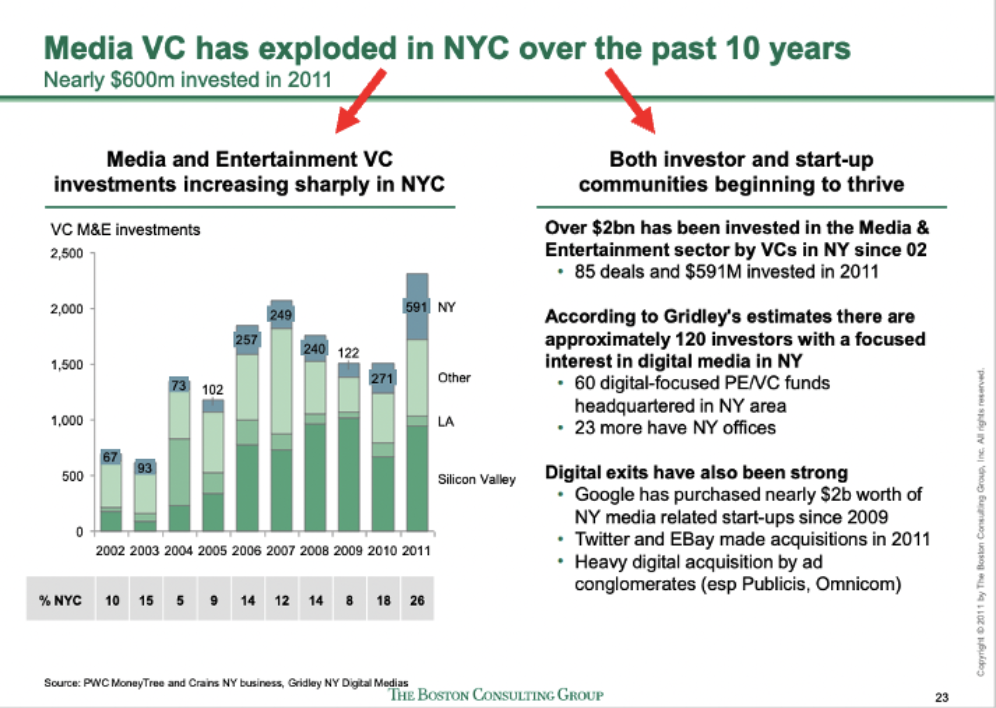 Media VC has exploded in NYC over the past 10 years
Nearly $600m invested in 2011
Media and Entertainment VC
investments increasing sharply in NYC
VC M&E investments
2,500
2,000
1,500
1,000
500
0
67
93
73
102
257
249
240
122
271
591
NY
Other
LA
Silicon Valley
2002 2003 2004 2005 2006 2007 2008 2009 2010 2011
% NYC 10 15 5 9 14 12 14 8 18 26
Both investor and start-up
communities beginning to thrive
Over $2bn has been invested in the Media &
Entertainment sector by VCs in NY since 02
• 85 deals and $591M invested in 2011
According to Gridley's estimates there are
approximately 120 investors with a focused
interest in digital media in NY
• 60 digital-focused PE/VC funds
headquartered in NY area
• 23 more have NY offices
Digital exits have also been strong
• Google has purchased nearly $2b worth of
NY media related start-ups since 2009
• Twitter and EBay made acquisitions in 2011
• Heavy digital acquisition by ad
conglomerates (esp Publicis, Omnicom)
Copyright © 2011 by The Boston Consulting Group, Inc. All rights reserved.
Source: PWC MoneyTree and Crains NY business, Gridley NY Digital Medias
THE BOSTON CONSULTING GROUP
23